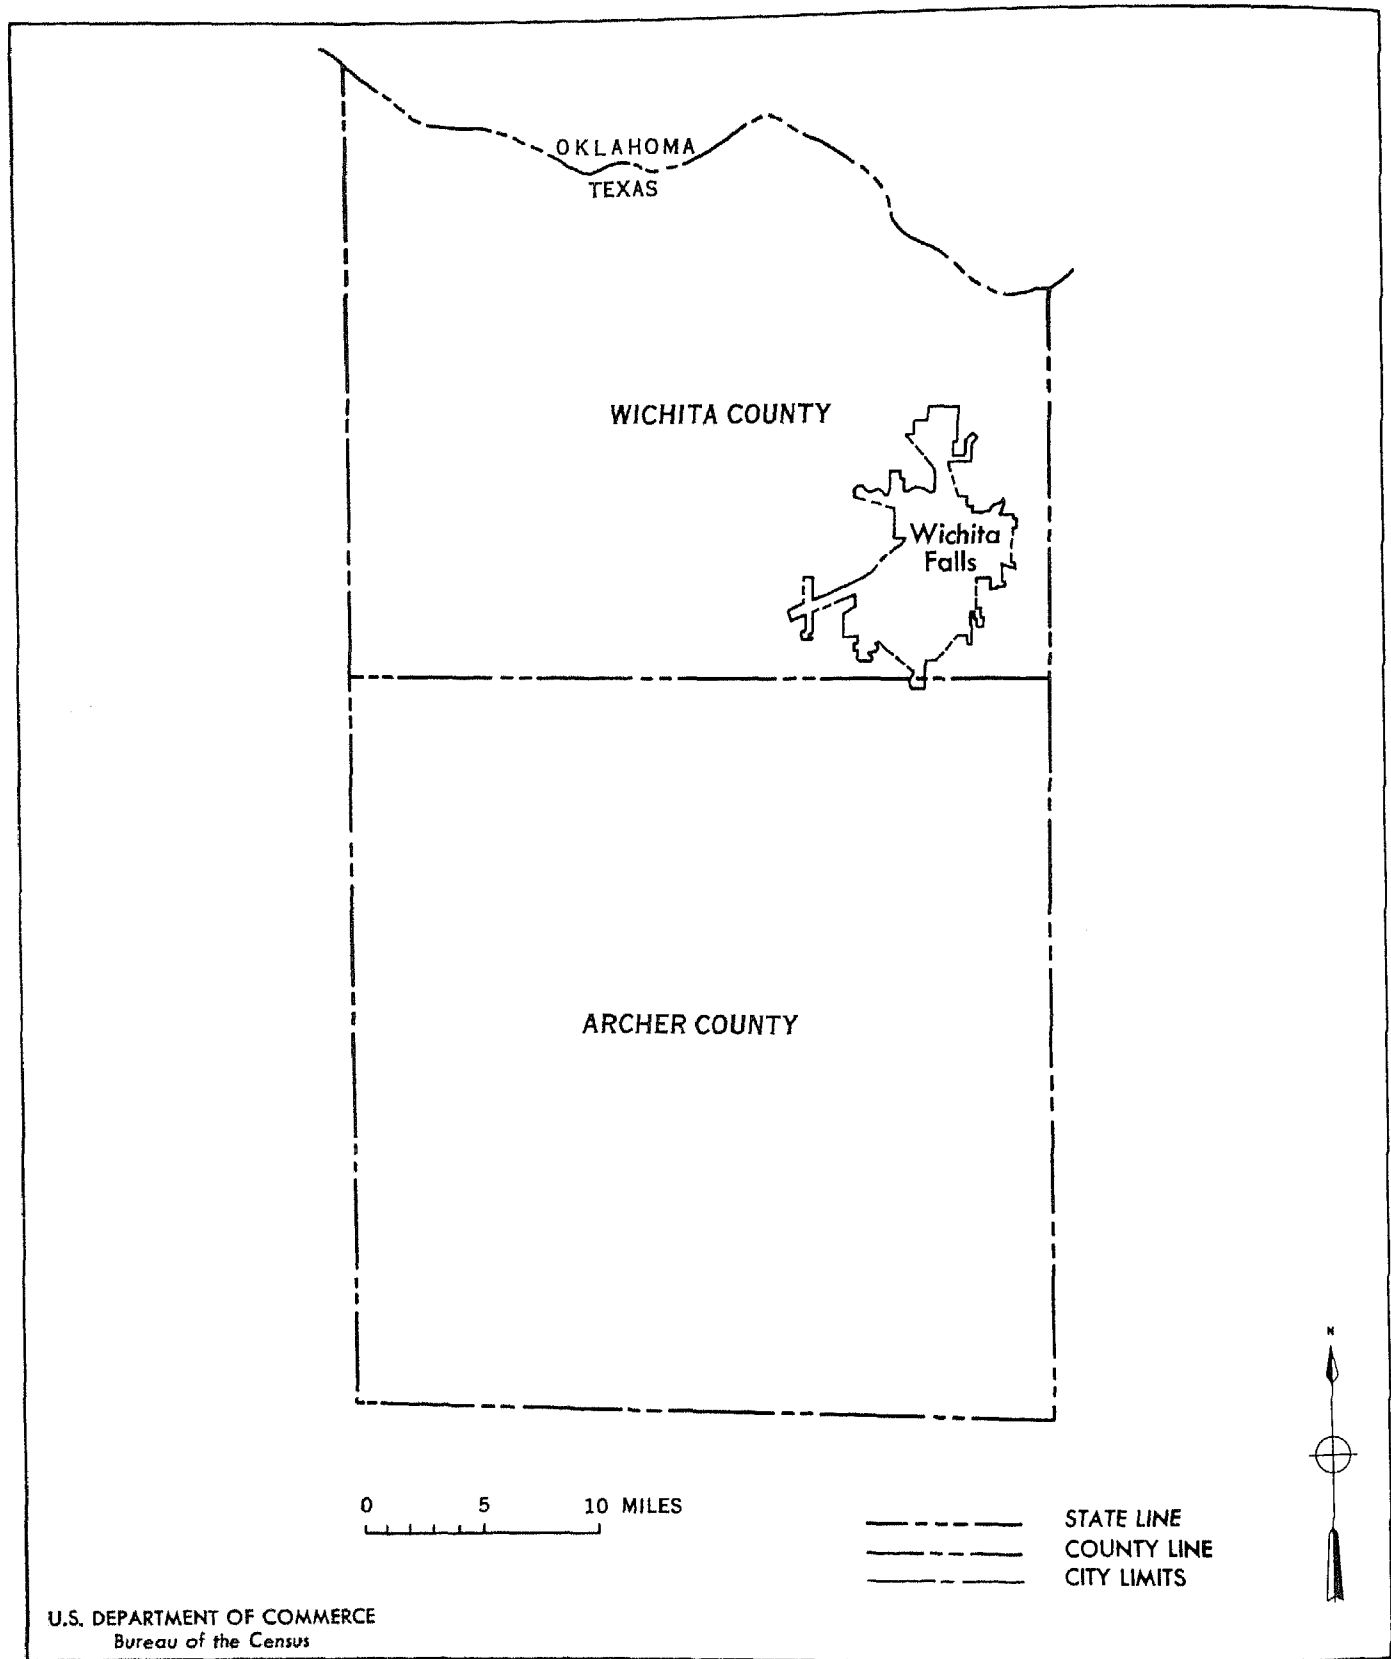 OKLAHOMA
TEXAS
WICHITA COUNTY
Wichita
Falls
ARCHER COUNTY
N
0 5 10 MILES
STATE LINE
COUNTY LINE
CITY LIMITS
U.S. DEPARTMENT OF COMMERCE
Bureau of the Census